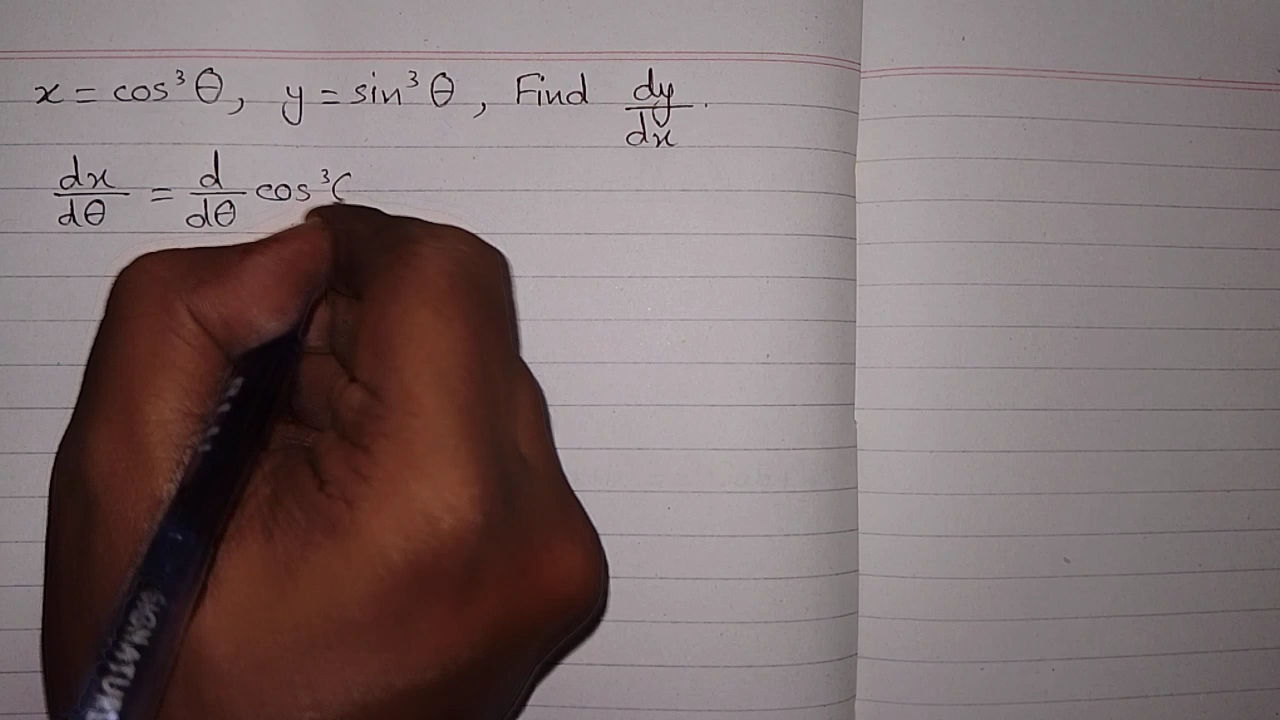 x = cos³θ, y = sin³θ, Find dy/dx.
dx/dθ = d/dθ cos³